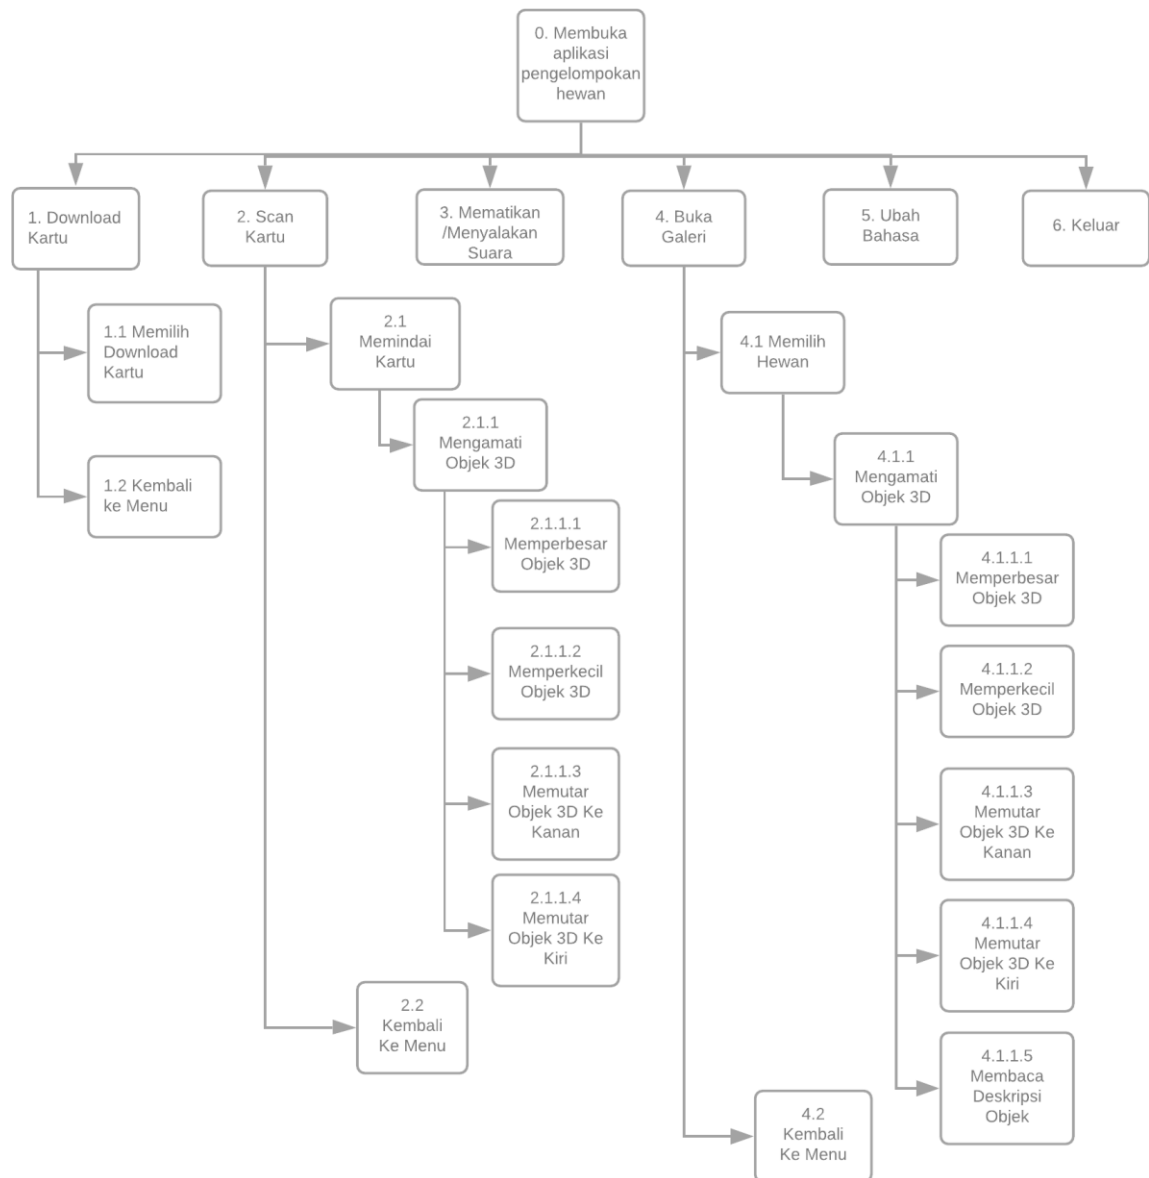 0. Membuka
aplikasi
pengelompokan
hewan
1. Download
Kartu
2. Scan
Kartu
3. Mematikan
/Menyalakan
Suara
4. Buka
Galeri
5. Ubah
Bahasa
6. Keluar
1.1 Memilih
Download
Kartu
1.2 Kembali
ke Menu
2.1
Memindai
Kartu
2.1.1
Mengamati
Objek 3D
2.1.1.1
Memperbesar
Objek 3D
2.1.1.2
Memperkecil
Objek 3D
2.1.1.3
Memutar
Objek 3D Ke
Kanan
2.1.1.4
Memutar
Objek 3D Ke
Kiri
2.2
Kembali
Ke Menu
4.1 Memilih
Hewan
4.1.1
Mengamati
Objek 3D
4.1.1.1
Memperbesar
Objek 3D
4.1.1.2
Memperkecil
Objek 3D
4.1.1.3
Memutar
Objek 3D Ke
Kanan
4.1.1.4
Memutar
Objek 3D Ke
Kiri
4.1.1.5
Membaca
Deskripsi
Objek
4.2
Kembali
Ke Menu